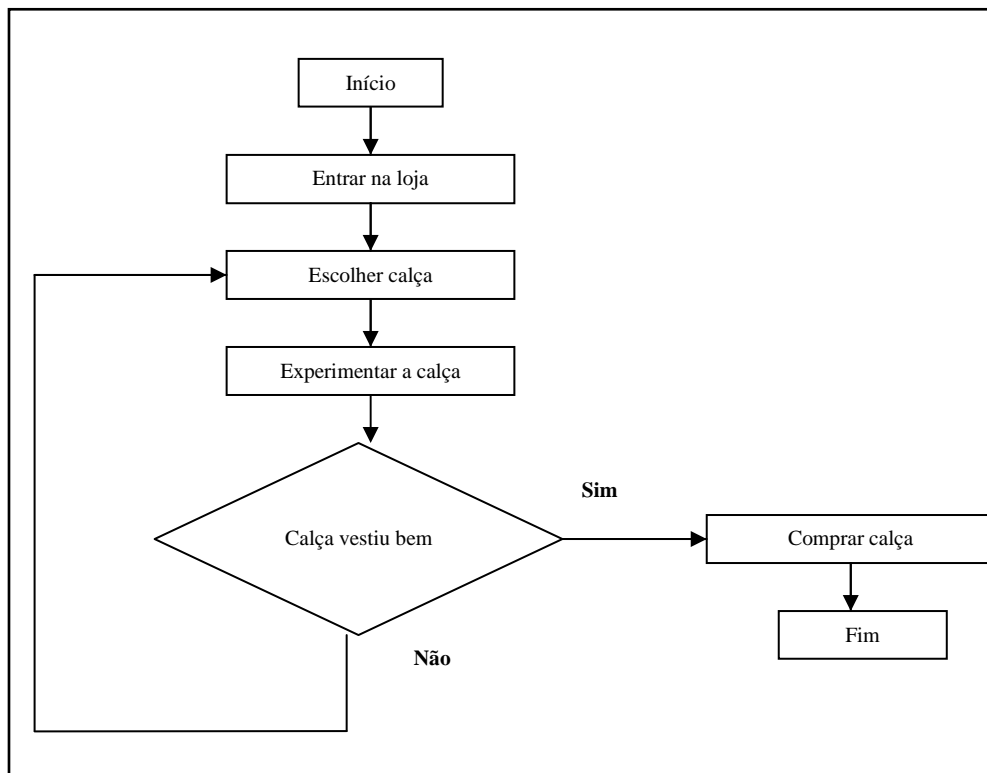 Início
Entrar na loja
Escolher calça
Experimentar a calça
Calça vestiu bem
Sim
Comprar calça
Não
Fim